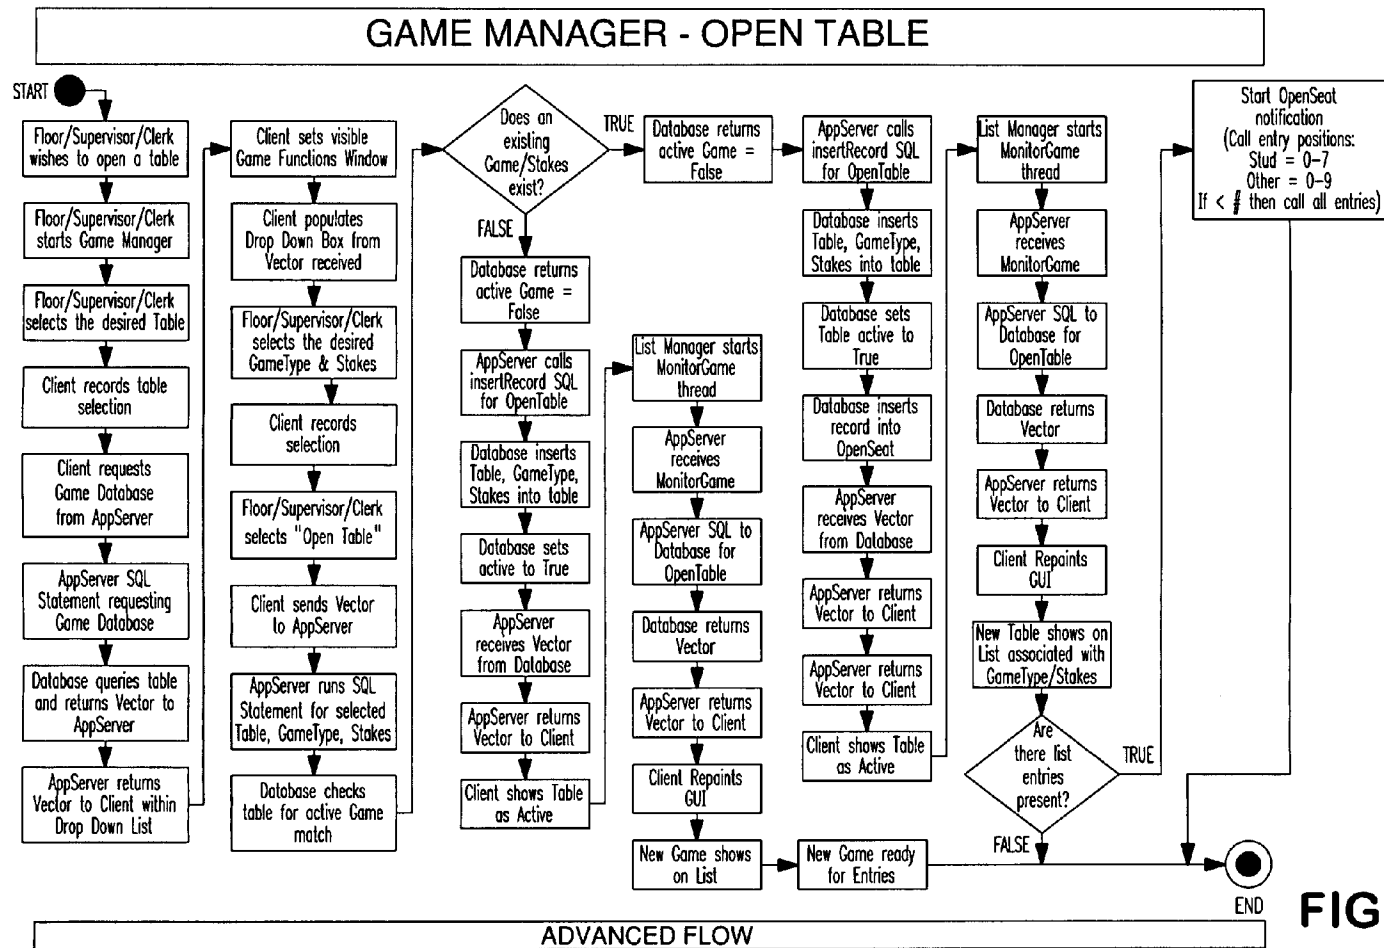 GAME MANAGER - OPEN TABLE
START
Floor/Supervisor/Clerk
wishes to open a table
Floor/Supervisor/Clerk
starts Game Manager
Floor/Supervisor/Clerk
selects the desired Table
Client records table
selection
Client requests
Game Database
from AppServer
AppServer SQL
Statement requesting
Game Database
Database queries table
and returns Vector to
AppServer
AppServer returns
Vector to Client within
Drop Down List
Client sets visible
Game Functions Window
Client populates
Drop Down Box from
Vector received
Floor/Supervisor/Clerk
selects the desired
GameType & Stakes
Client records
selection
Floor/Supervisor/Clerk
selects "Open Table"
Client sends Vector
to AppServer
AppServer runs SQL
Statement for selected
Table, GameType, Stakes
Database checks
table for active Game
match
Does an
existing
Game/Stakes
exist?
TRUE
FALSE
Database returns
active Game =
False
AppServer calls
insertRecord SQL
for OpenTable
Database inserts
Table, GameType,
Stakes into table
Database sets
active to True
AppServer
receives Vector
from Database
AppServer returns
Vector to Client
Client shows Table
as Active
List Manager starts
MonitorGame
thread
AppServer
receives
MonitorGame
AppServer SQL to
Database for
OpenTable
Database returns
Vector
AppServer returns
Vector to Client
Client Repaints
GUI
New Game shows
on List
New Game ready
for Entries
Database returns
active Game =
False
AppServer calls
insertRecord SQL
for OpenTable
Database inserts
Table, GameType,
Stakes into table
Database sets
Table active to
True
Database inserts
record into
OpenSeat
AppServer
receives Vector
from Database
AppServer returns
Vector to Client
AppServer returns
Vector to Client
Client shows Table
as Active
List Manager starts
MonitorGame
thread
AppServer
receives
MonitorGame
AppServer SQL to
Database for
OpenTable
Database returns
Vector
AppServer returns
Vector to Client
Client Repaints
GUI
New Table shows on
List associated with
GameType/Stakes
Are
there list
entries
present?
TRUE
FALSE
Start OpenSeat
notification
(Call entry positions:
Stud = 0-7
Other = 0-9
If < # then call all entries)
END
FIG
ADVANCED FLOW